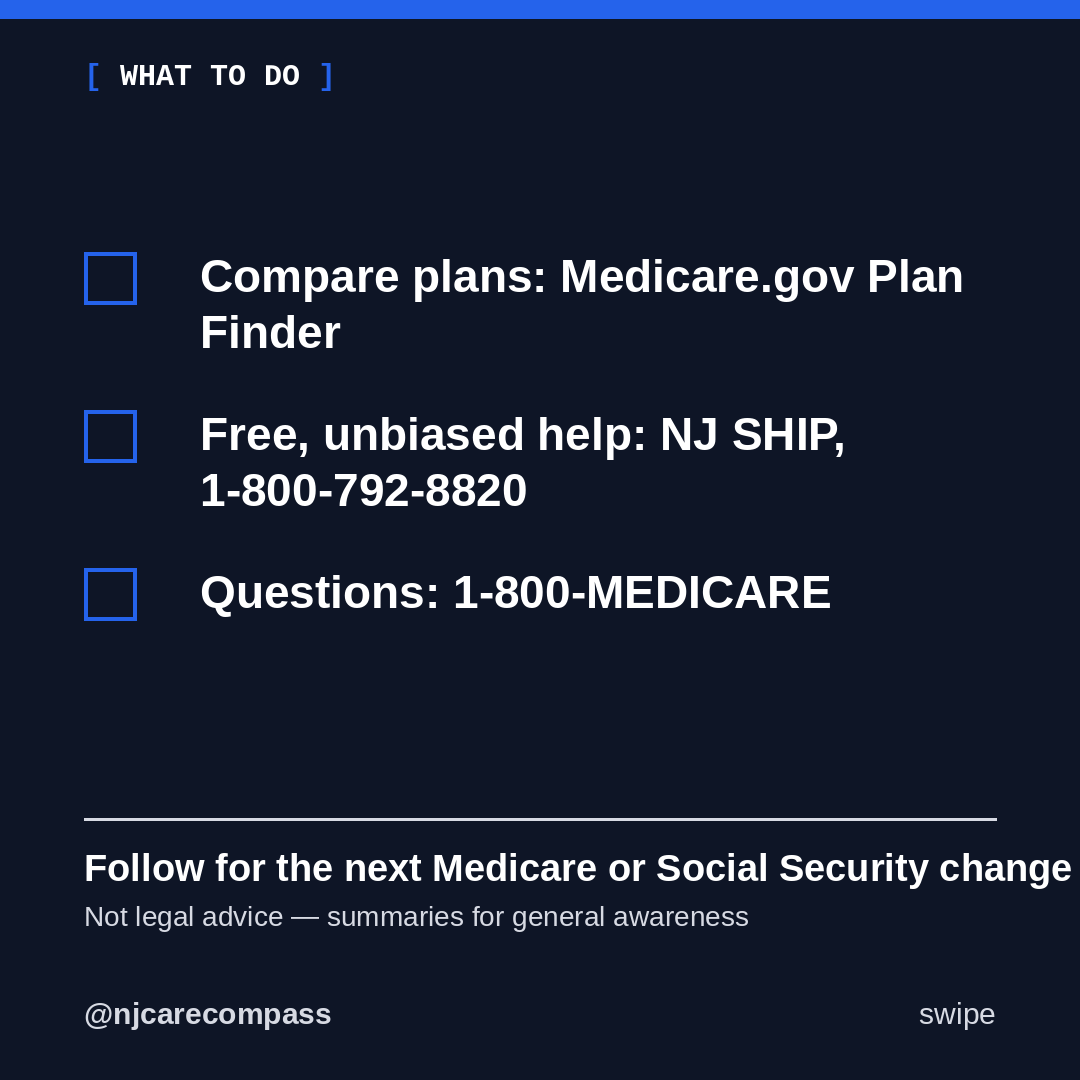 [ WHAT TO DO ]
Compare plans: Medicare.gov Plan
Finder
Free, unbiased help: NJ SHIP,
1-800-792-8820
Questions: 1-800-MEDICARE
Follow for the next Medicare or Social Security change
Not legal advice — summaries for general awareness
@njcarecompass
swipe